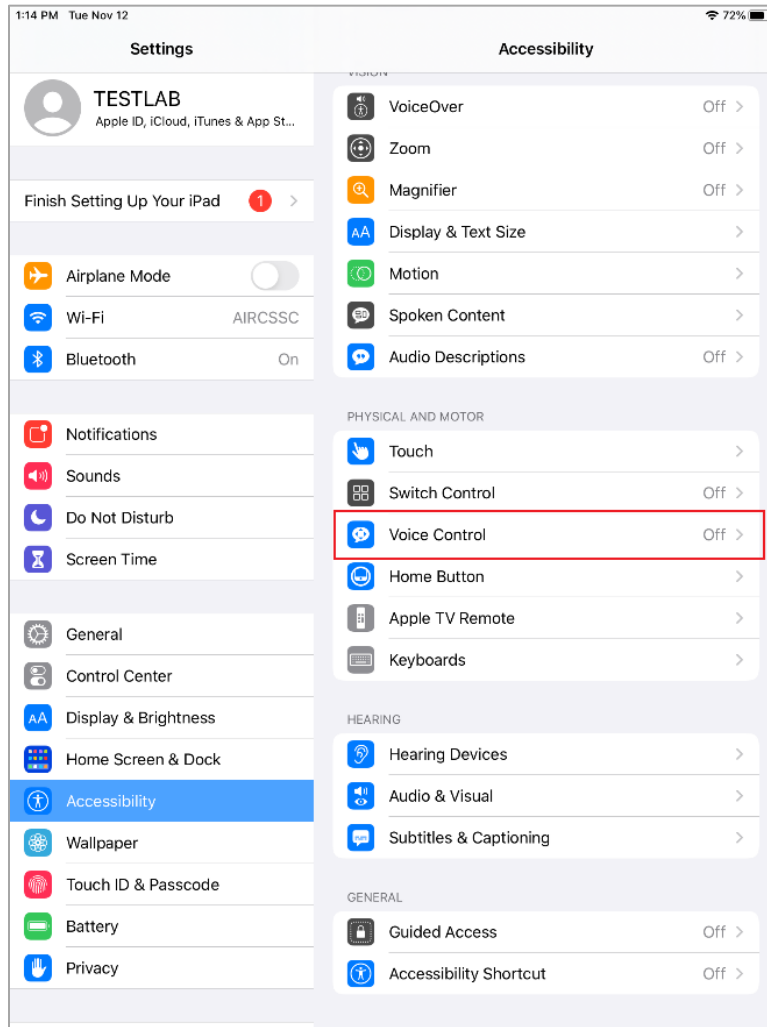 1:14 PM Tue Nov 12
72%
Settings
TESTLAB
Apple ID, iCloud, iTunes & App St...
Finish Setting Up Your iPad 1
Airplane Mode
Wi-Fi AIRCSSC
Bluetooth On
Notifications
Sounds
Do Not Disturb
Screen Time
General
Control Center
AA Display & Brightness
Home Screen & Dock
Accessibility
Wallpaper
Touch ID & Passcode
Battery
Privacy
Accessibility
VISION
VoiceOver Off
Zoom Off
Magnifier Off
AA Display & Text Size
Motion
Spoken Content
Audio Descriptions Off
PHYSICAL AND MOTOR
Touch
Switch Control Off
Voice Control Off
Home Button
Apple TV Remote
Keyboards
HEARING
Hearing Devices
Audio & Visual
Subtitles & Captioning
GENERAL
Guided Access Off
Accessibility Shortcut Off